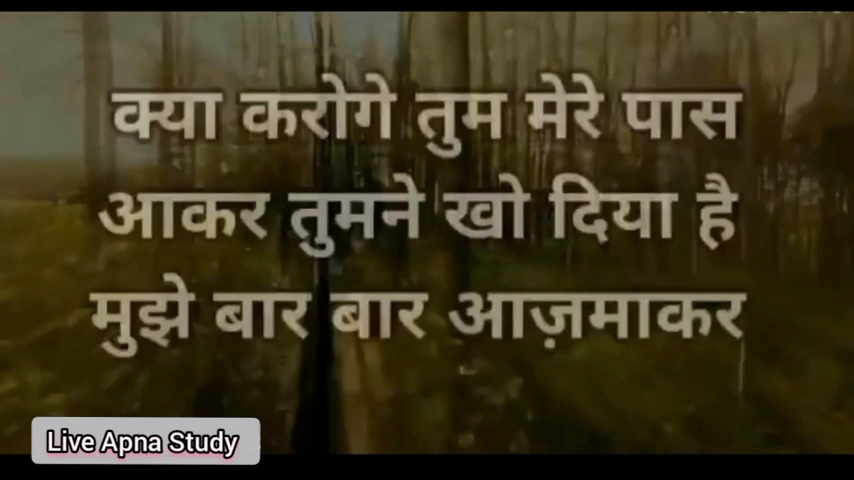 क्या करोगे तुम मेरे पास
आकर तुमने खो दिया है
मुझे बार बार आज़माकर
Live Apna Study